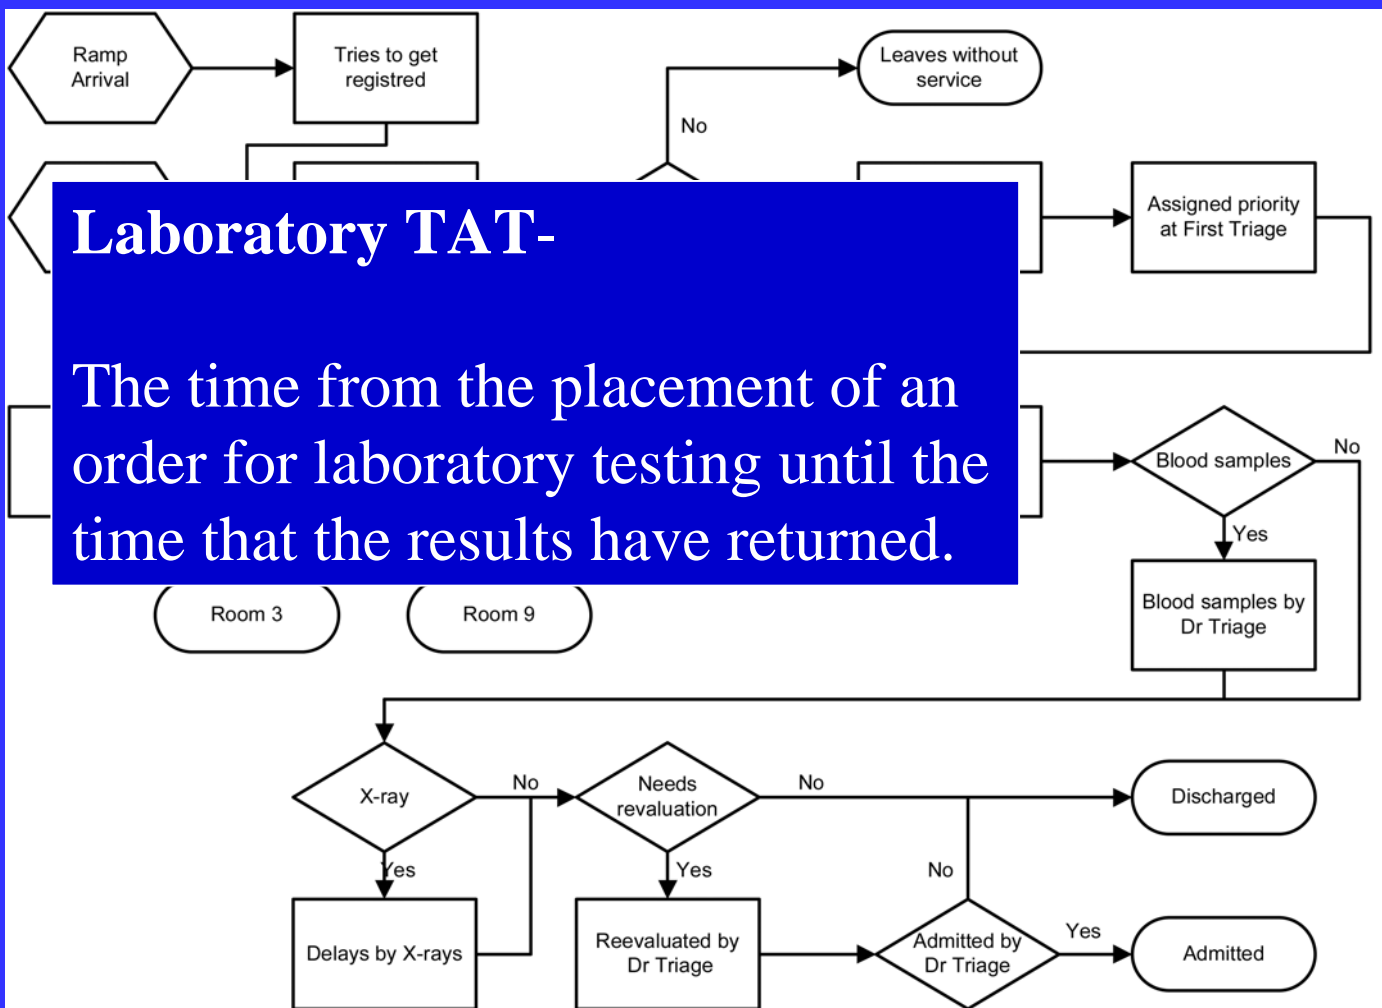 Ramp
Arrival
Tries to get
registred
Leaves without
service
No
Assigned priority
at First Triage
Laboratory TAT-
The time from the placement of an
order for laboratory testing until the
time that the results have returned.
Blood samples
No
Yes
Blood samples by
Dr Triage
Room 3
Room 9
X-ray
No
Needs
revaluation
No
Discharged
Yes
Yes
No
Delays by X-rays
Reevaluated by
Dr Triage
Admitted by
Dr Triage
Yes
Admitted